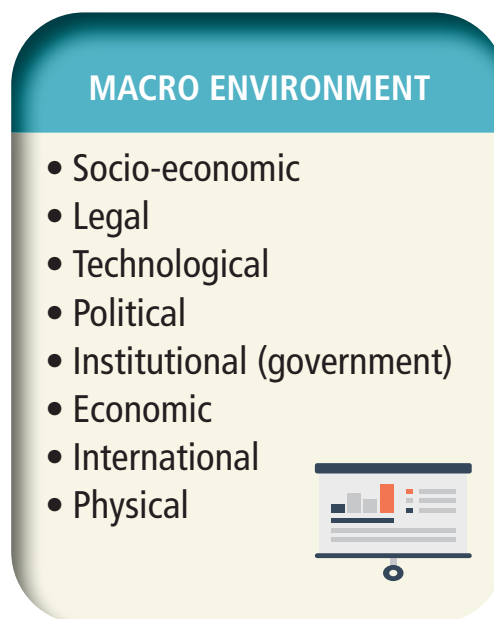 MACRO ENVIRONMENT
• Socio-economic
• Legal
• Technological
• Political
• Institutional (government)
• Economic
• International
• Physical